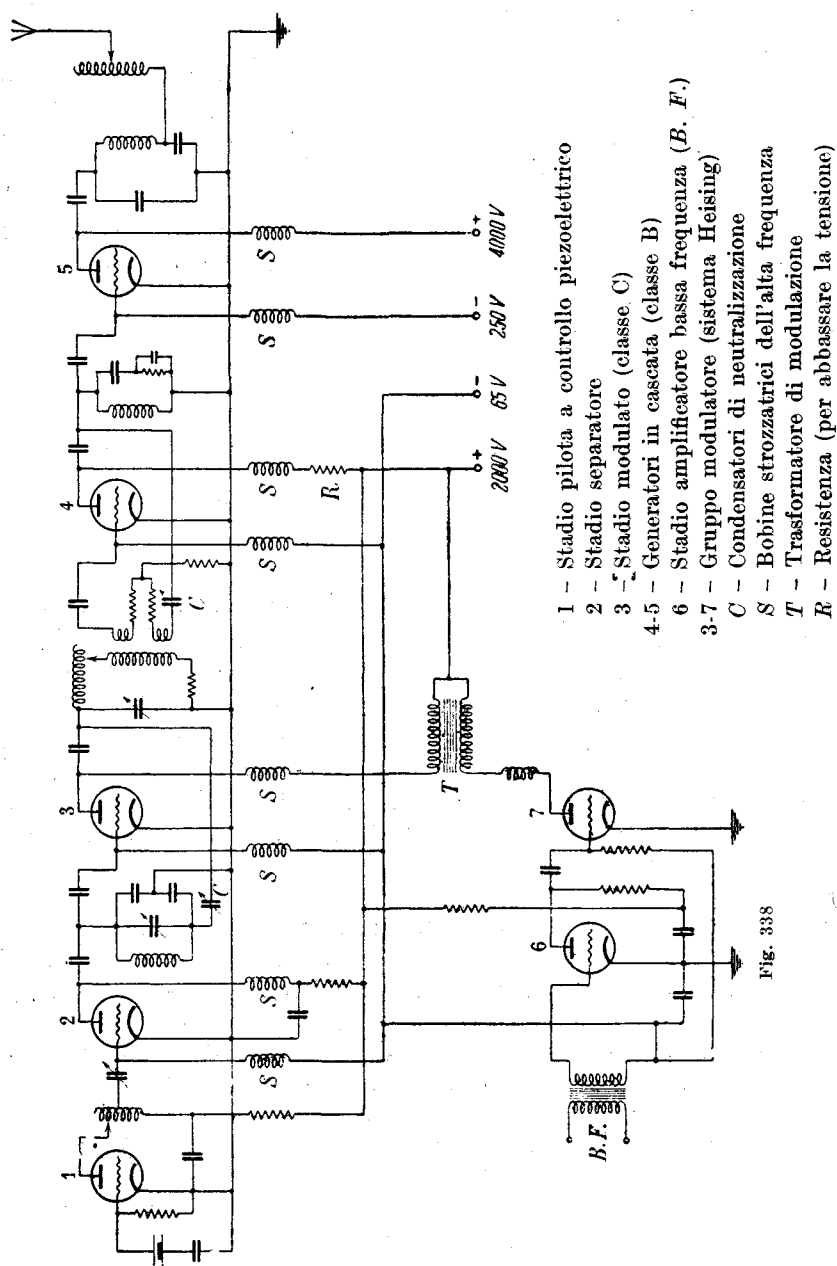 1
2
3
4
5
C
C
S
S
S
S
S
S
S
S
R
2000 V
+
65 V
-
250 V
-
4000 V
+
T
6
7
B.F.
1 – Stadio pilota a controllo piezoelettrico
2 – Stadio separatore
3 – Stadio modulato (classe C)
4-5 – Generatori in cascata (classe B)
6 – Stadio amplificatore bassa frequenza (B. F.)
3-7 – Gruppo modulatore (sistema Heising)
C – Condensatori di neutralizzazione
S – Bobine strozzatrici dell'alta frequenza
T – Trasformatore di modulazione
R – Resistenza (per abbassare la tensione)
Fig. 338